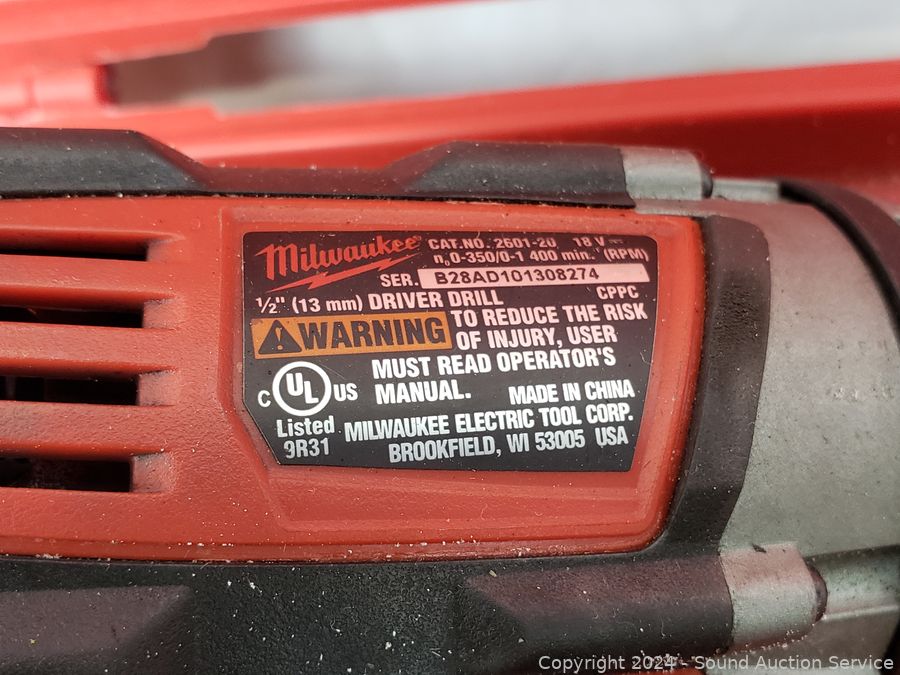 Milwaukee CAT.NO. 2601-20 18 V ⎓
n₀0-350/0-1 400 min.⁻¹(RPM)
SER. B28AD101308274
½" (13 mm) DRIVER DRILL CPPC
WARNING TO REDUCE THE RISK
OF INJURY, USER
MUST READ OPERATOR'S
MANUAL. MADE IN CHINA
C UL US
Listed
9R31
MILWAUKEE ELECTRIC TOOL CORP.
BROOKFIELD, WI 53005 USA
Copyright 2024 - Sound Auction Service